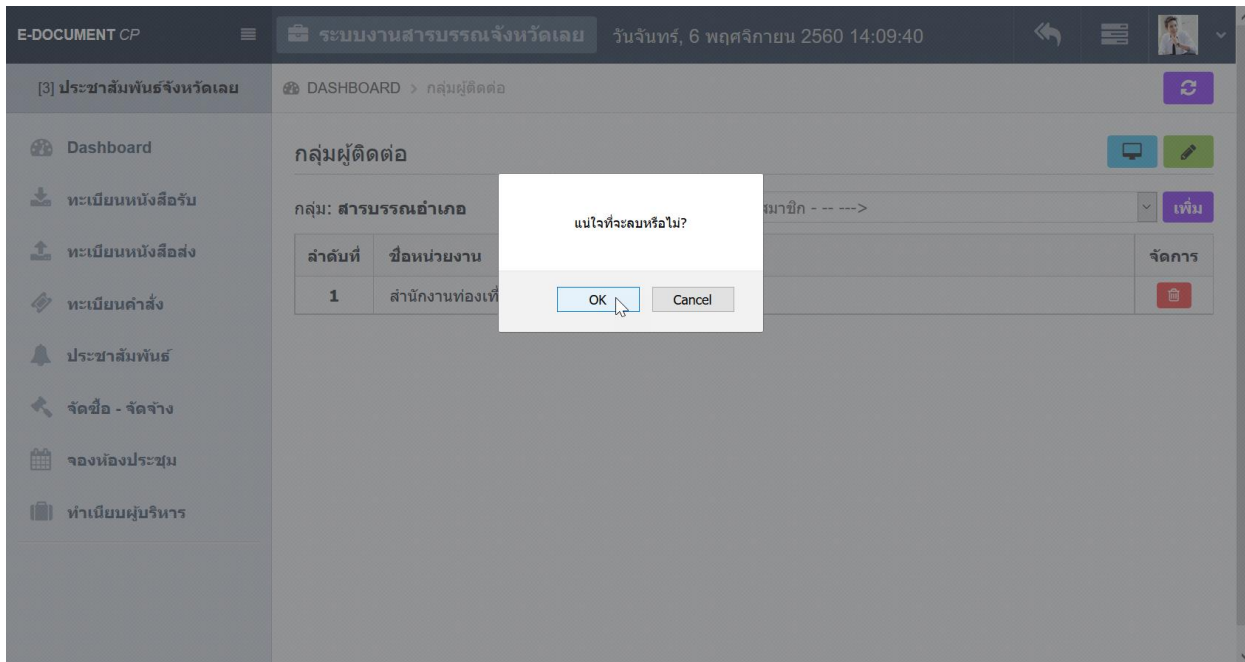 E-DOCUMENT CP
ระบบงานสารบรรณจังหวัดเลย
วันจันทร์, 6 พฤศจิกายน 2560 14:09:40
[3] ประชาสัมพันธ์จังหวัดเลย
DASHBOARD > กลุ่มผู้ติดต่อ
Dashboard
ทะเบียนหนังสือรับ
ทะเบียนหนังสือส่ง
ทะเบียนคำสั่ง
ประชาสัมพันธ์
จัดซื้อ - จัดจ้าง
จองห้องประชุม
ทำเนียบผู้บริหาร
กลุ่มผู้ติดต่อ
กลุ่ม: สารบรรณอำเภอ
สมาชิก - -- --->
เพิ่ม
ลำดับที่ ชื่อหน่วยงาน จัดการ
1 สำนักงานท่องเที่
แน่ใจที่จะลบหรือไม่?
OK Cancel